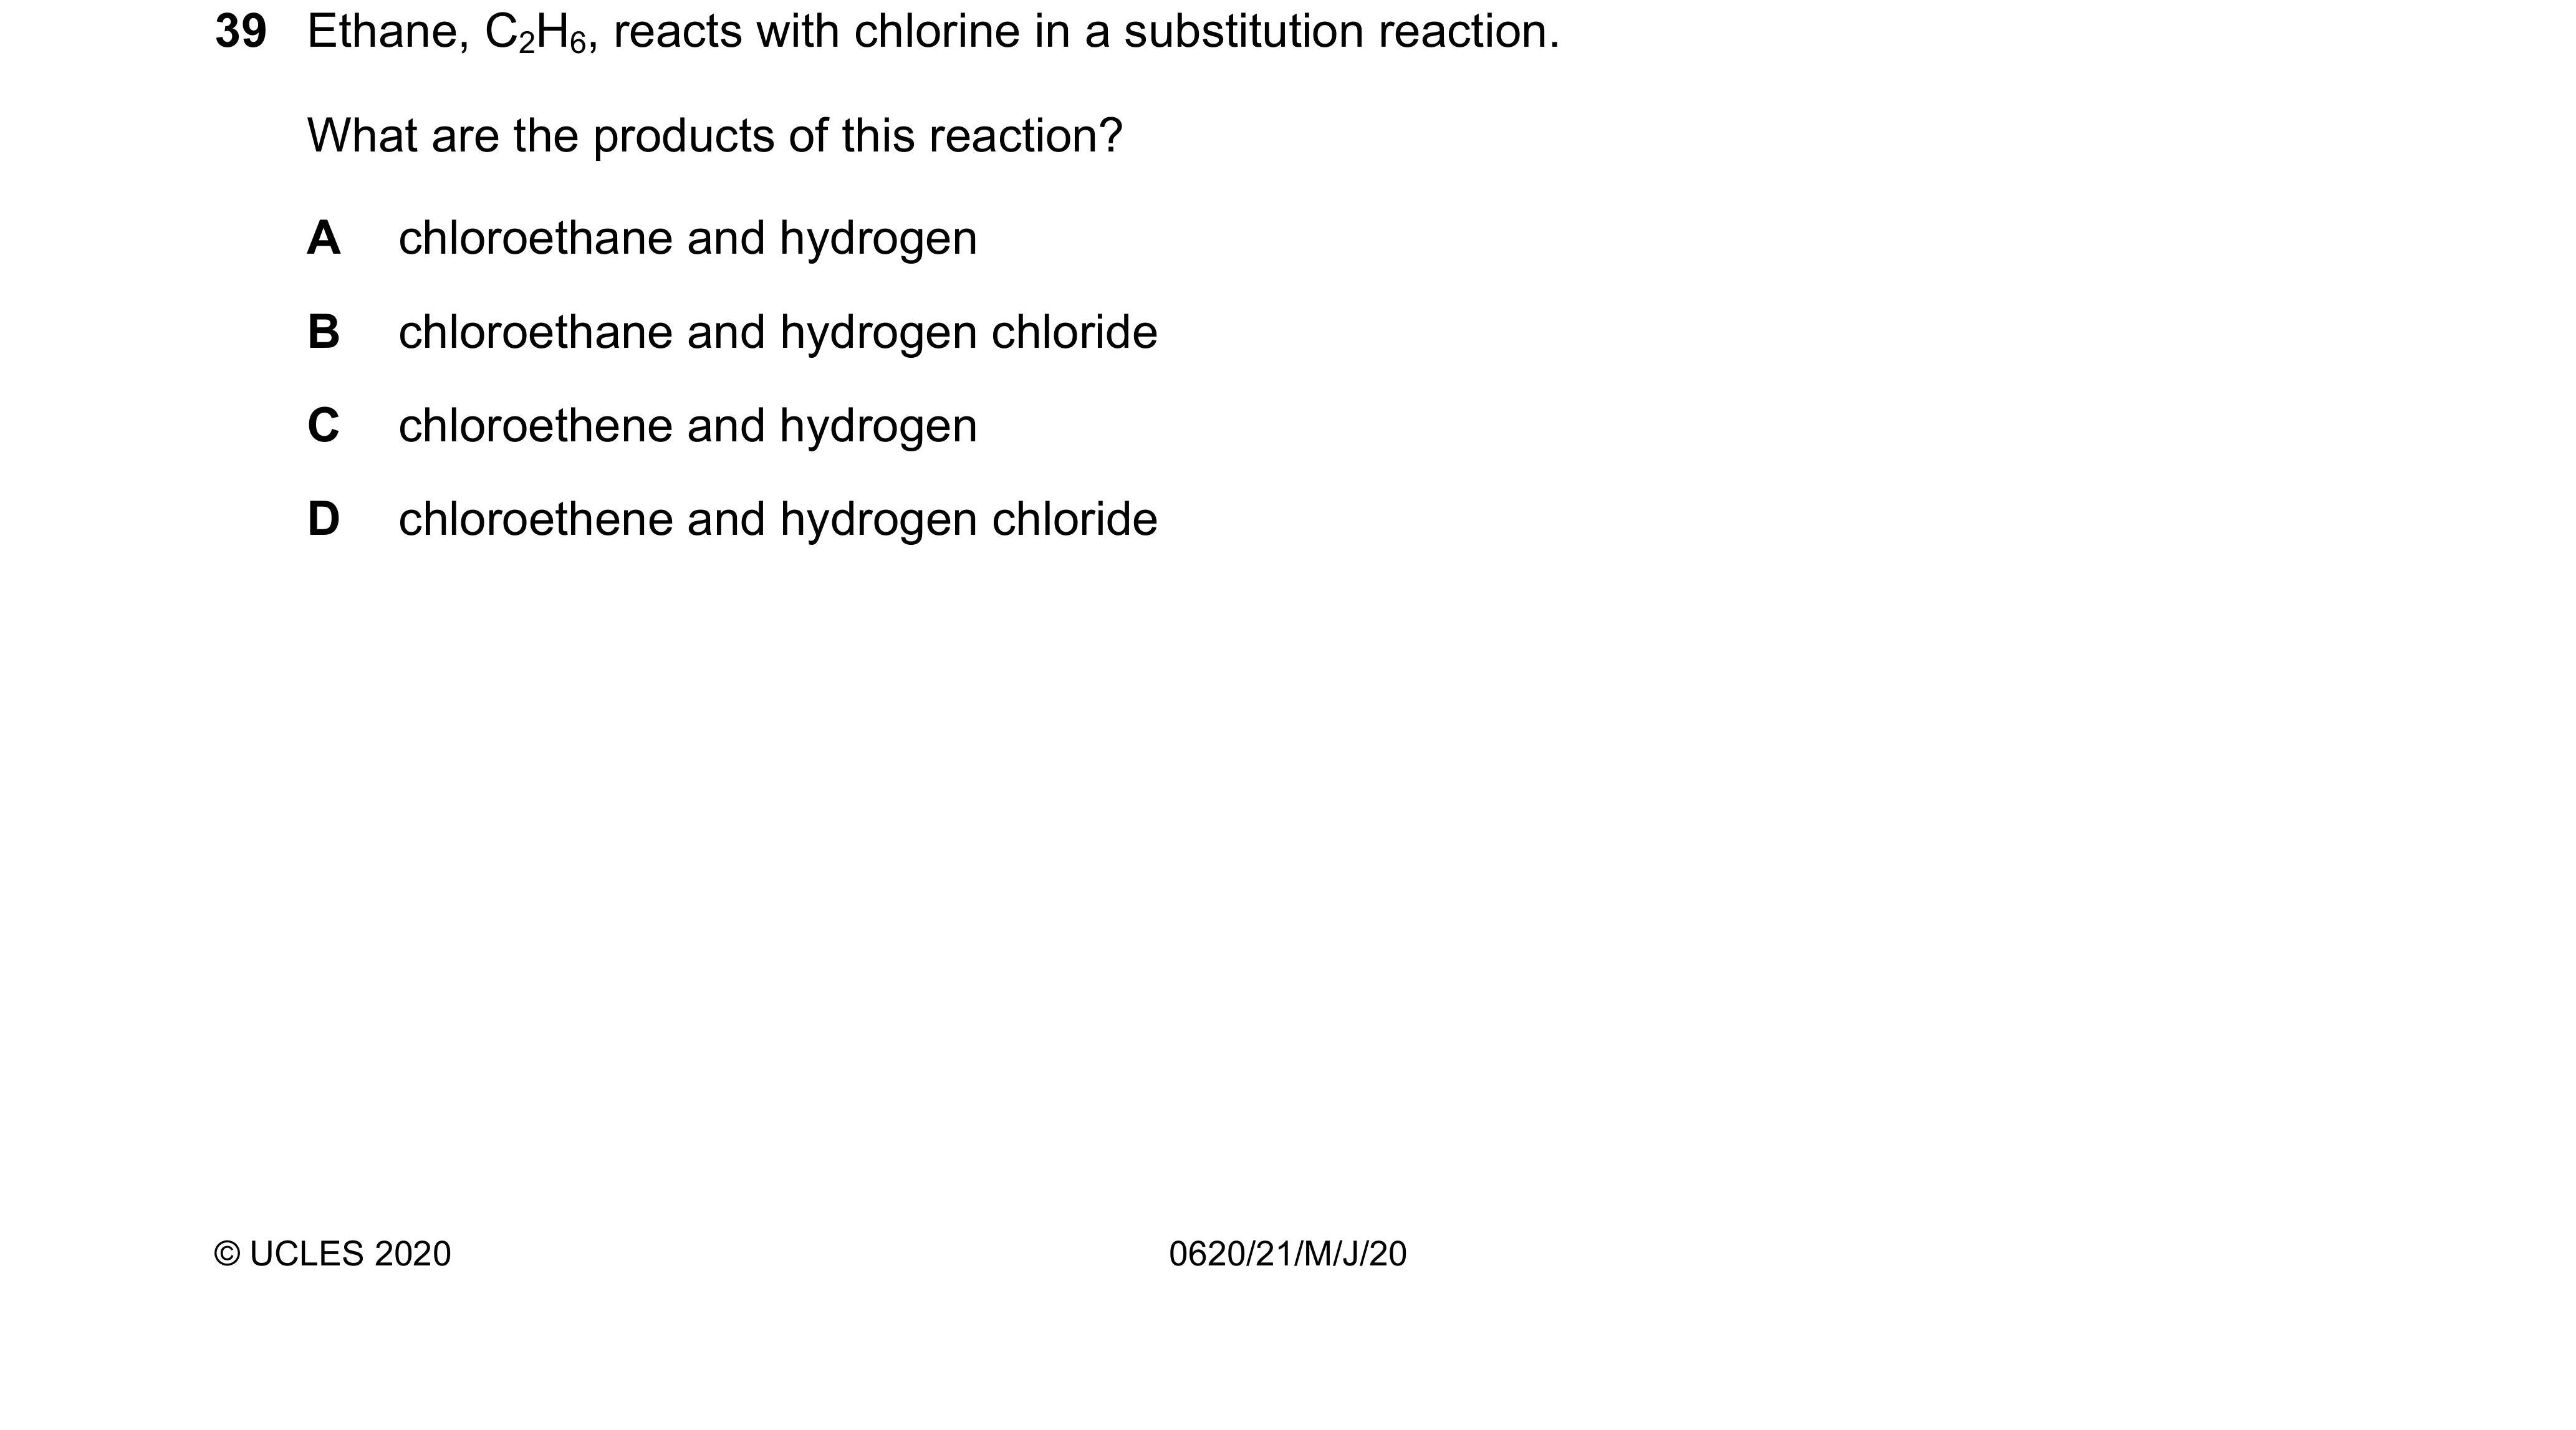 39 Ethane, C₂H₆, reacts with chlorine in a substitution reaction.
What are the products of this reaction?
A chloroethane and hydrogen
B chloroethane and hydrogen chloride
C chloroethene and hydrogen
D chloroethene and hydrogen chloride
© UCLES 2020 0620/21/M/J/20